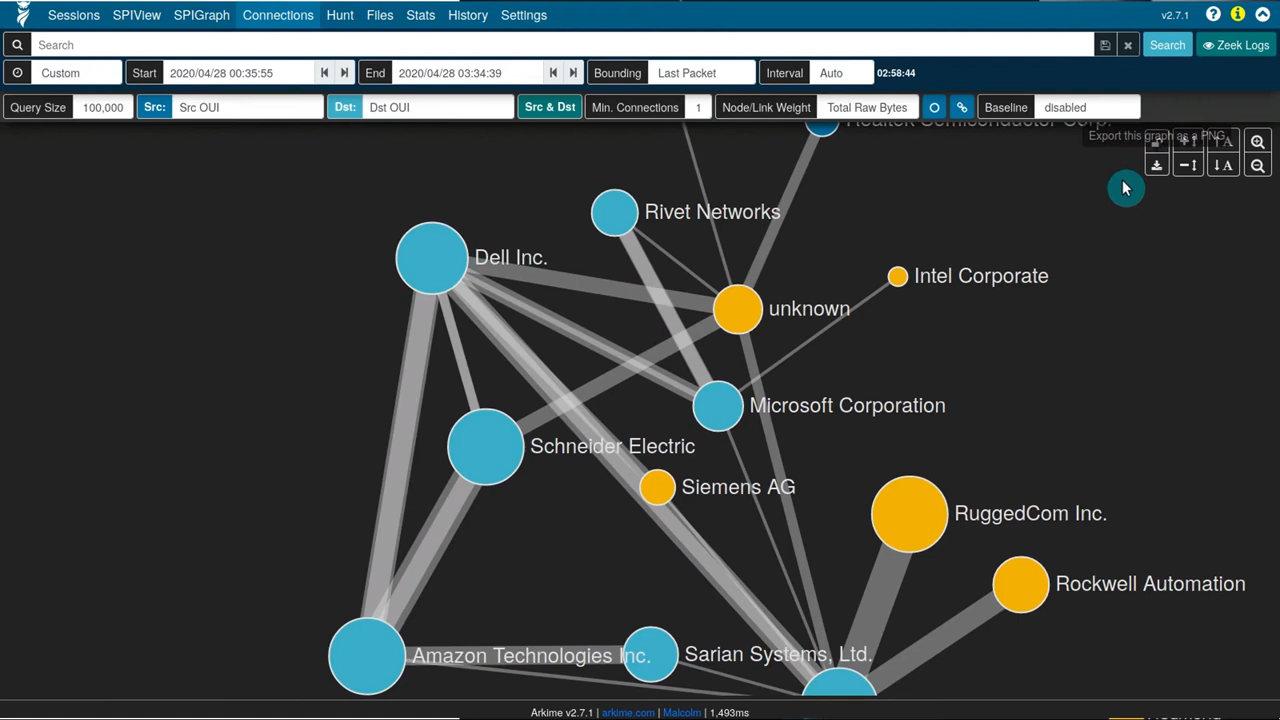 Sessions SPIView SPIGraph Connections Hunt Files Stats History Settings v2.7.1
Search Search Zeek Logs
Custom Start 2020/04/28 00:35:55 End 2020/04/28 03:34:39 Bounding Last Packet Interval Auto 02:58:44
Query Size 100,000 Src: Src OUI Dst: Dst OUI Src & Dst Min. Connections 1 Node/Link Weight Total Raw Bytes Baseline disabled
Realtek Semiconductor Corp.
Export this graph as a PNG
Rivet Networks
Dell Inc.
Intel Corporate
unknown
Microsoft Corporation
Schneider Electric
Siemens AG
RuggedCom Inc.
Rockwell Automation
Amazon Technologies Inc.
Sarian Systems, Ltd.
Arkime v2.7.1 | arkime.com | Malcolm | 1,493ms